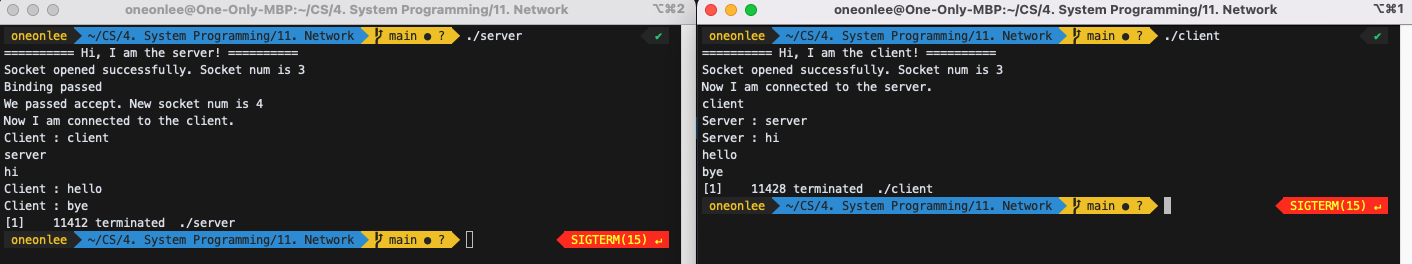 oneonlee@One-Only-MBP:~/CS/4. System Programming/11. Network ⌥⌘2
oneonlee ~/CS/4. System Programming/11. Network main ● ? ./server ✔
========== Hi, I am the server! ==========
Socket opened successfully. Socket num is 3
Binding passed
We passed accept. New socket num is 4
Now I am connected to the client.
Client : client
server
hi
Client : hello
Client : bye
[1]    11412 terminated  ./server
oneonlee ~/CS/4. System Programming/11. Network main ● ? SIGTERM(15) ↵
oneonlee@One-Only-MBP:~/CS/4. System Programming/11. Network ⌥⌘1
oneonlee ~/CS/4. System Programming/11. Network main ● ? ./client ✔
========== Hi, I am the client! ==========
Socket opened successfully. Socket num is 3
Now I am connected to the server.
client
Server : server
Server : hi
hello
bye
[1]    11428 terminated  ./client
oneonlee ~/CS/4. System Programming/11. Network main ● ? SIGTERM(15) ↵